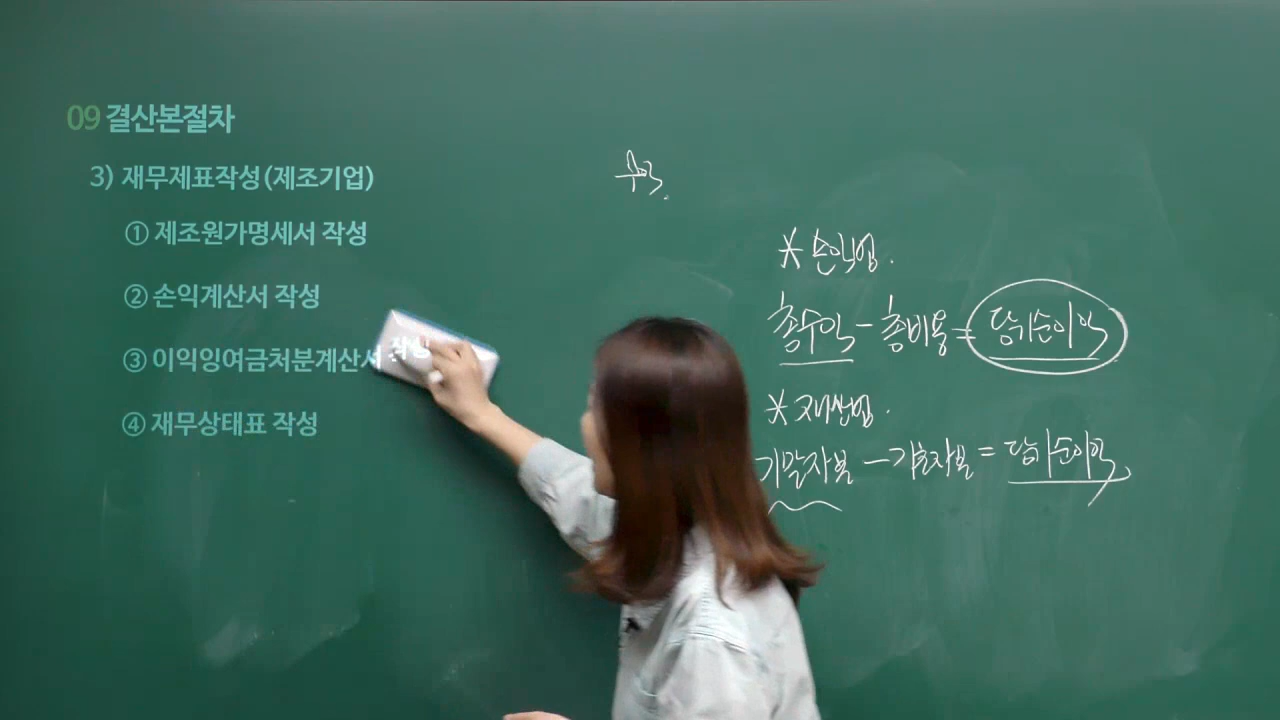 09 결산본절차
3) 재무제표작성(제조기업)
① 제조원가명세서 작성
② 손익계산서 작성
③ 이익잉여금처분계산서 작성
④ 재무상태표 작성
* 손익법.
총수익 - 총비용 = 당기순이익
* 재산법.
기말자본 - 기초자본 = 당기순이익